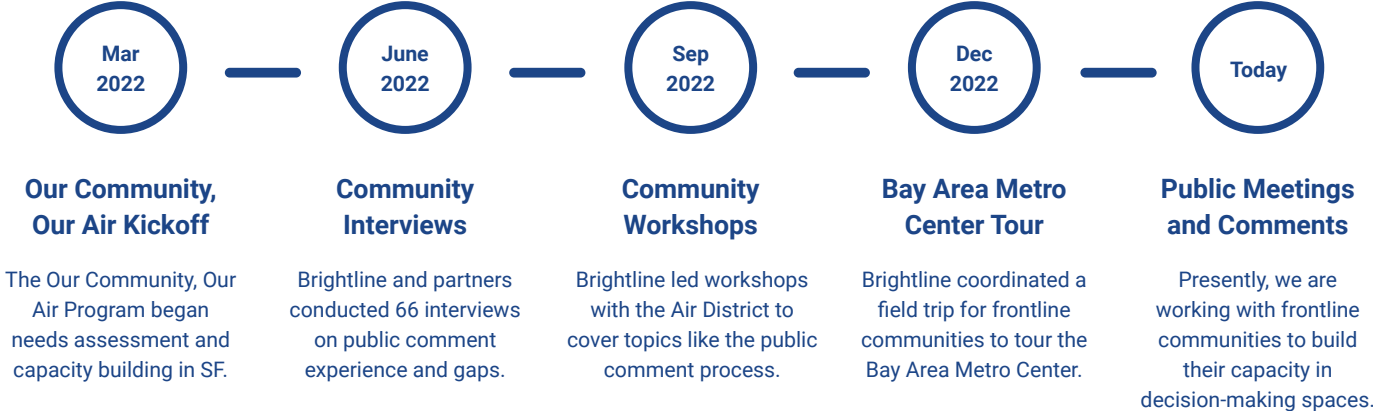 Mar
2022
June
2022
Sep
2022
Dec
2022
Today
Our Community,
Our Air Kickoff
The Our Community, Our
Air Program began
needs assessment and
capacity building in SF.
Community
Interviews
Brightline and partners
conducted 66 interviews
on public comment
experience and gaps.
Community
Workshops
Brightline led workshops
with the Air District to
cover topics like the public
comment process.
Bay Area Metro
Center Tour
Brightline coordinated a
field trip for frontline
communities to tour the
Bay Area Metro Center.
Public Meetings
and Comments
Presently, we are
working with frontline
communities to build
their capacity in
decision-making spaces.